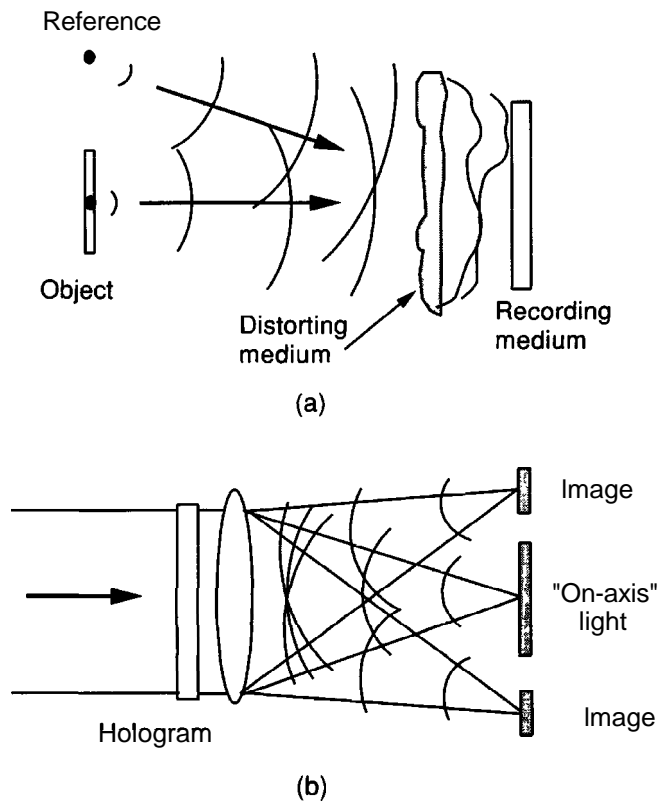 Reference
Object
Distorting
medium
Recording
medium
(a)
Image
"On-axis"
light
Image
Hologram
(b)